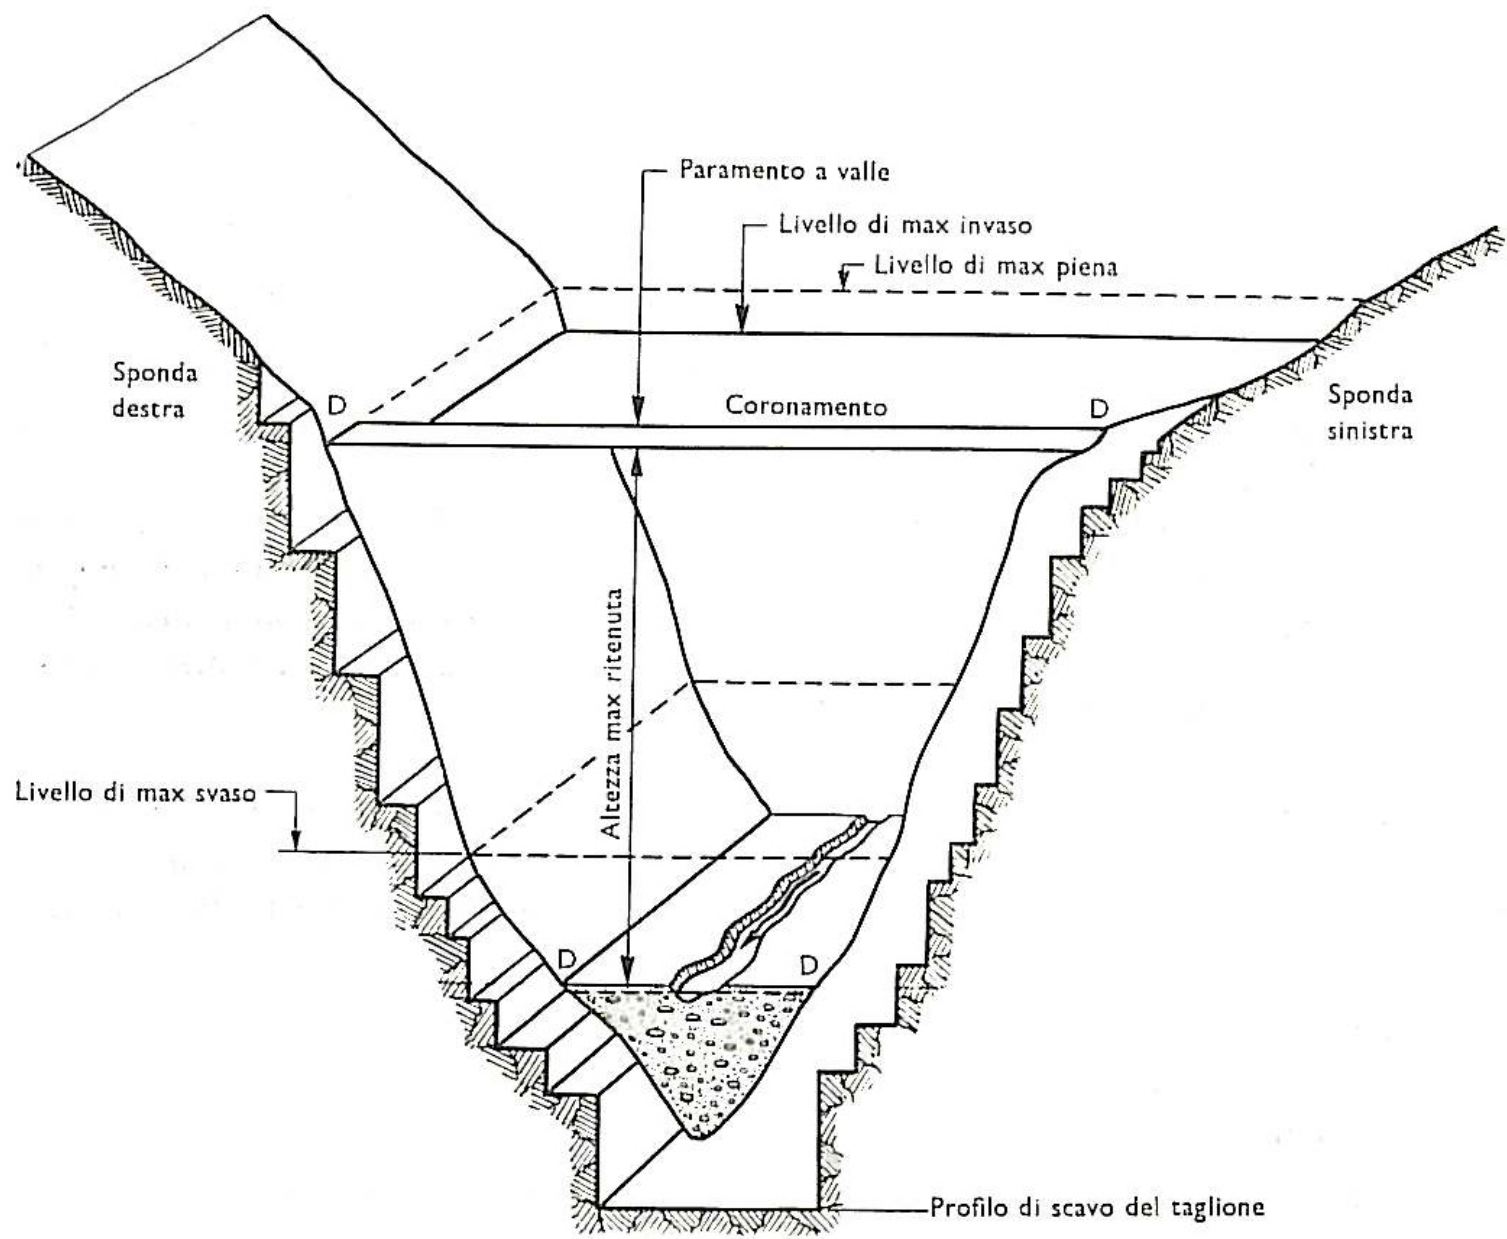 Paramento a valle
Livello di max invaso
Livello di max piena
Sponda
destra
D
Coronamento
D
Sponda
sinistra
Altezza max ritenuta
Livello di max svaso
D
D
Profilo di scavo del taglione